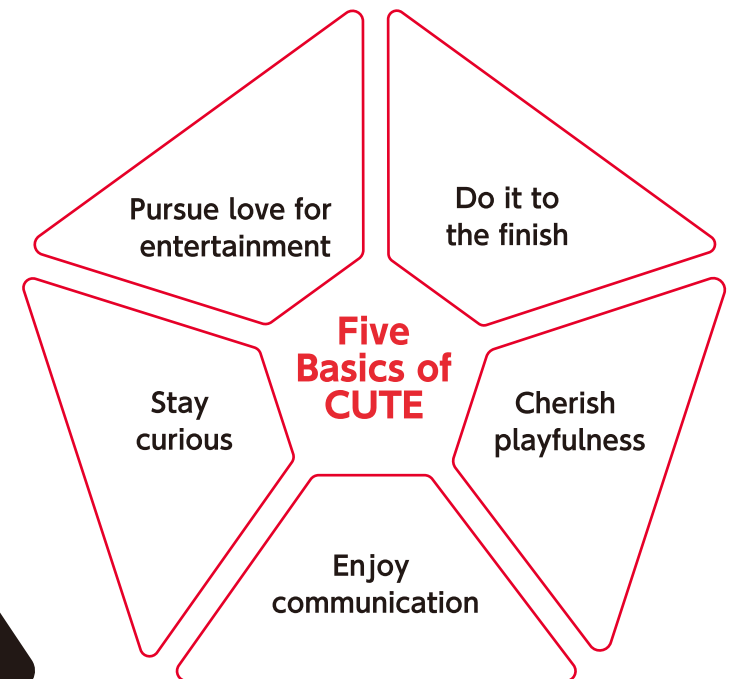 Pursue love for
entertainment
Do it to
the finish
Five
Basics of
CUTE
Stay
curious
Cherish
playfulness
Enjoy
communication